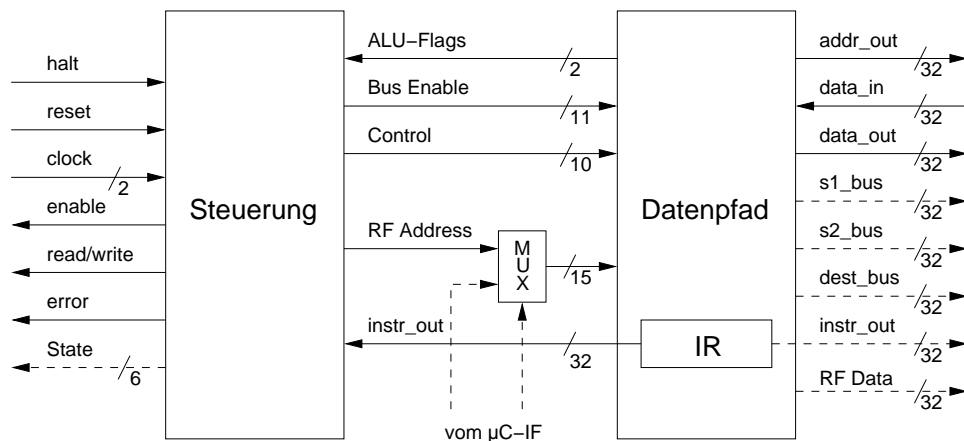 halt
reset
clock
2
enable
read/write
error
State
6
Steuerung
ALU−Flags
2
Bus Enable
11
Control
10
RF Address
MUX
15
instr_out
32
vom µC−IF
Datenpfad
IR
addr_out
32
data_in
32
data_out
32
s1_bus
32
s2_bus
32
dest_bus
32
instr_out
32
RF Data
32